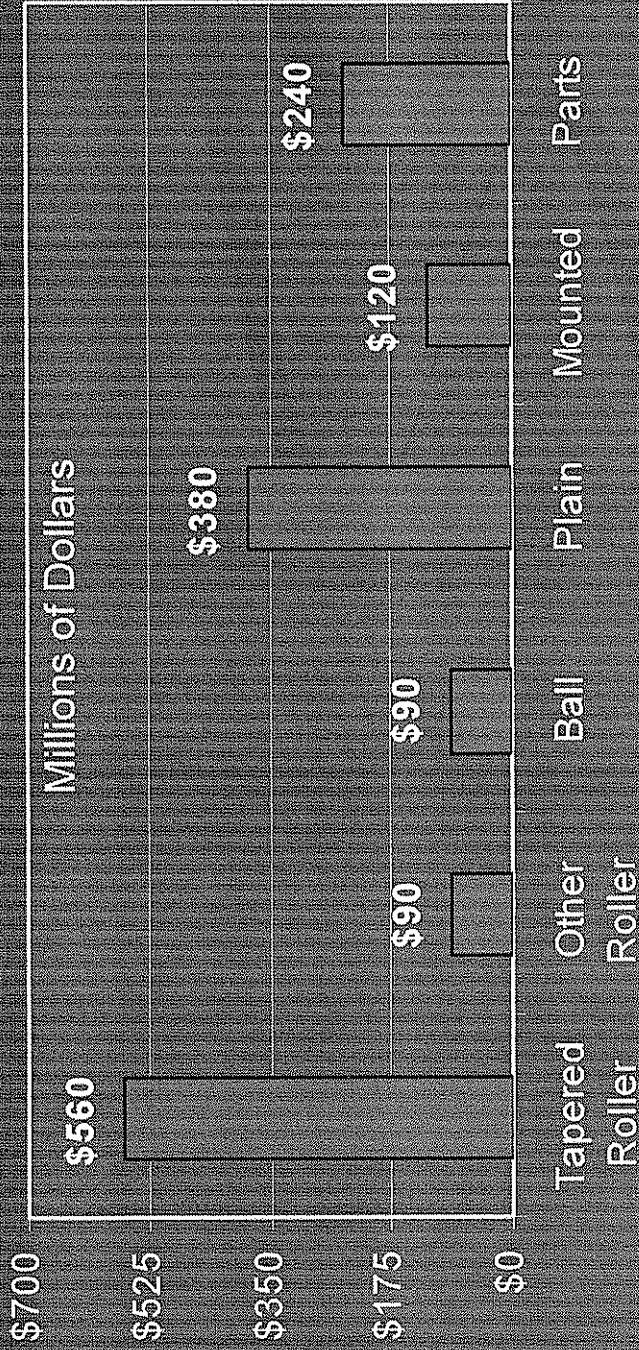 Millions of Dollars
$700
$525
$350
$175
$0
$560
$90
$90
$380
$120
$240
Tapered
Roller
Other
Roller
Ball
Plain
Mounted
Parts